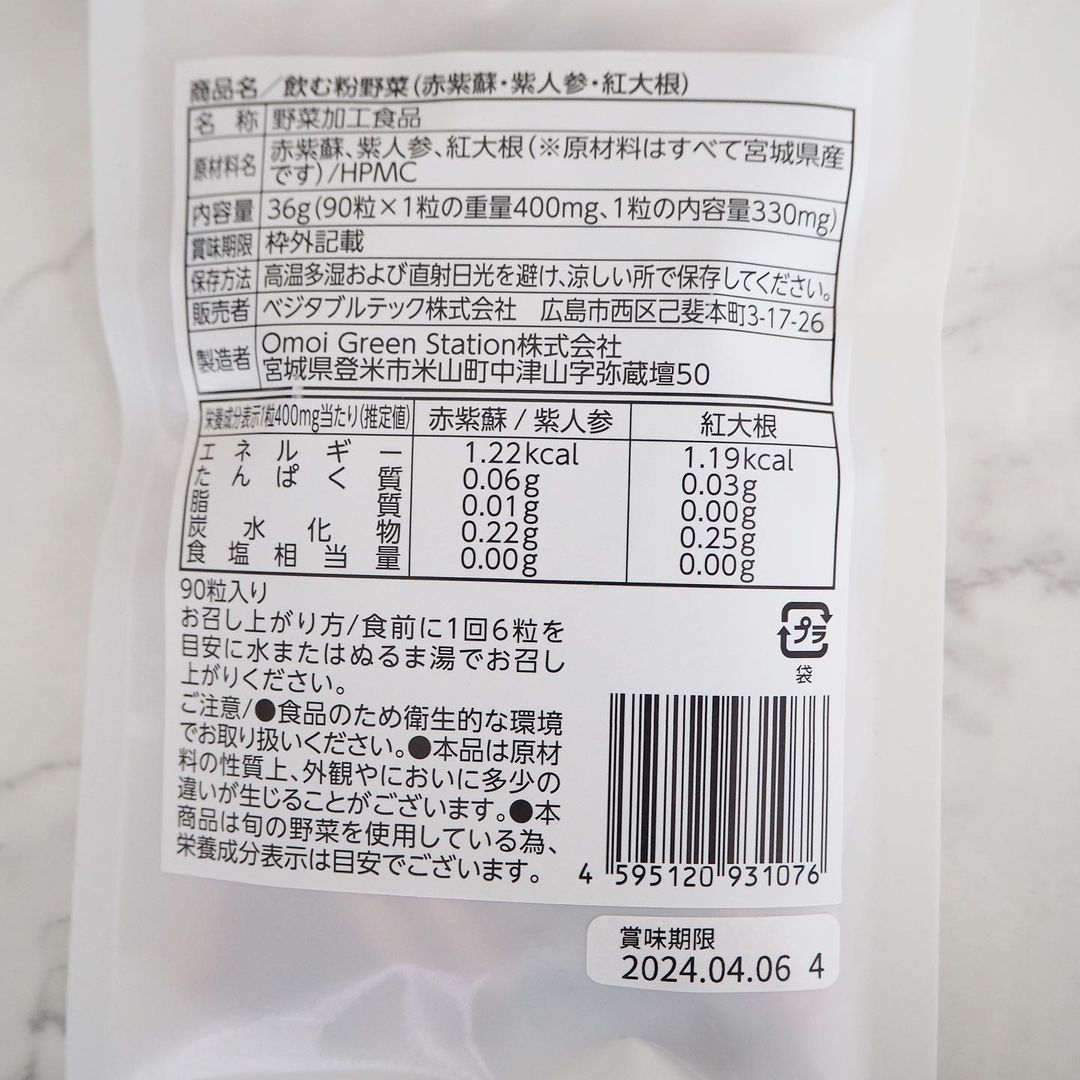 商品名/飲む粉野菜(赤紫蘇・紫人参・紅大根)
名 称 野菜加工食品
原材料名 赤紫蘇、紫人参、紅大根(※原材料はすべて宮城県産
です)/HPMC
内容量 36g(90粒×1粒の重量400mg、1粒の内容量330mg)
賞味期限 枠外記載
保存方法 高温多湿および直射日光を避け、涼しい所で保存してください。
販売者 ベジタブルテック株式会社 広島市西区己斐本町3-17-26
製造者 Omoi Green Station株式会社
宮城県登米市米山町中津山字弥蔵壇50
栄養成分表示1粒400mg当たり(推定値) 赤紫蘇/紫人参 紅大根
エネルギー 1.22kcal 1.19kcal
たんぱく質 0.06g 0.03g
脂質 0.01g 0.00g
炭水化物 0.22g 0.25g
食塩相当量 0.00g 0.00g
90粒入り
お召し上がり方/食前に1回6粒を
目安に水またはぬるま湯でお召し
上がりください。
ご注意/●食品のため衛生的な環境
でお取り扱いください。●本品は原材
料の性質上、外観やにおいに多少の
違いが生じることがございます。●本
商品は旬の野菜を使用している為、
栄養成分表示は目安でございます。
プラ
袋
4 595120 931076
賞味期限
2024.04.06 4